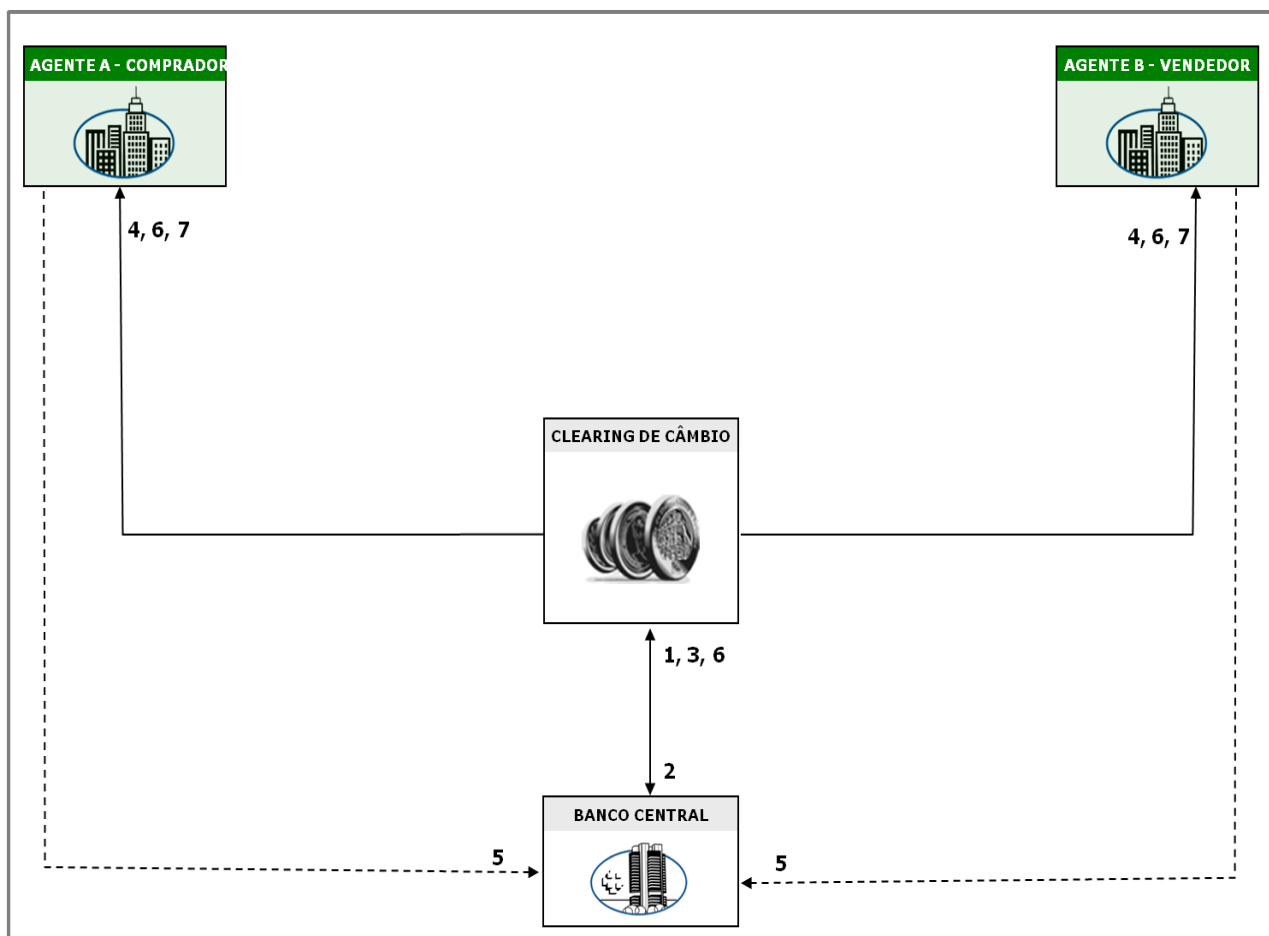 AGENTE A - COMPRADOR
AGENTE B - VENDEDOR
4, 6, 7
4, 6, 7
CLEARING DE CÂMBIO
1, 3, 6
2
BANCO CENTRAL
5
5